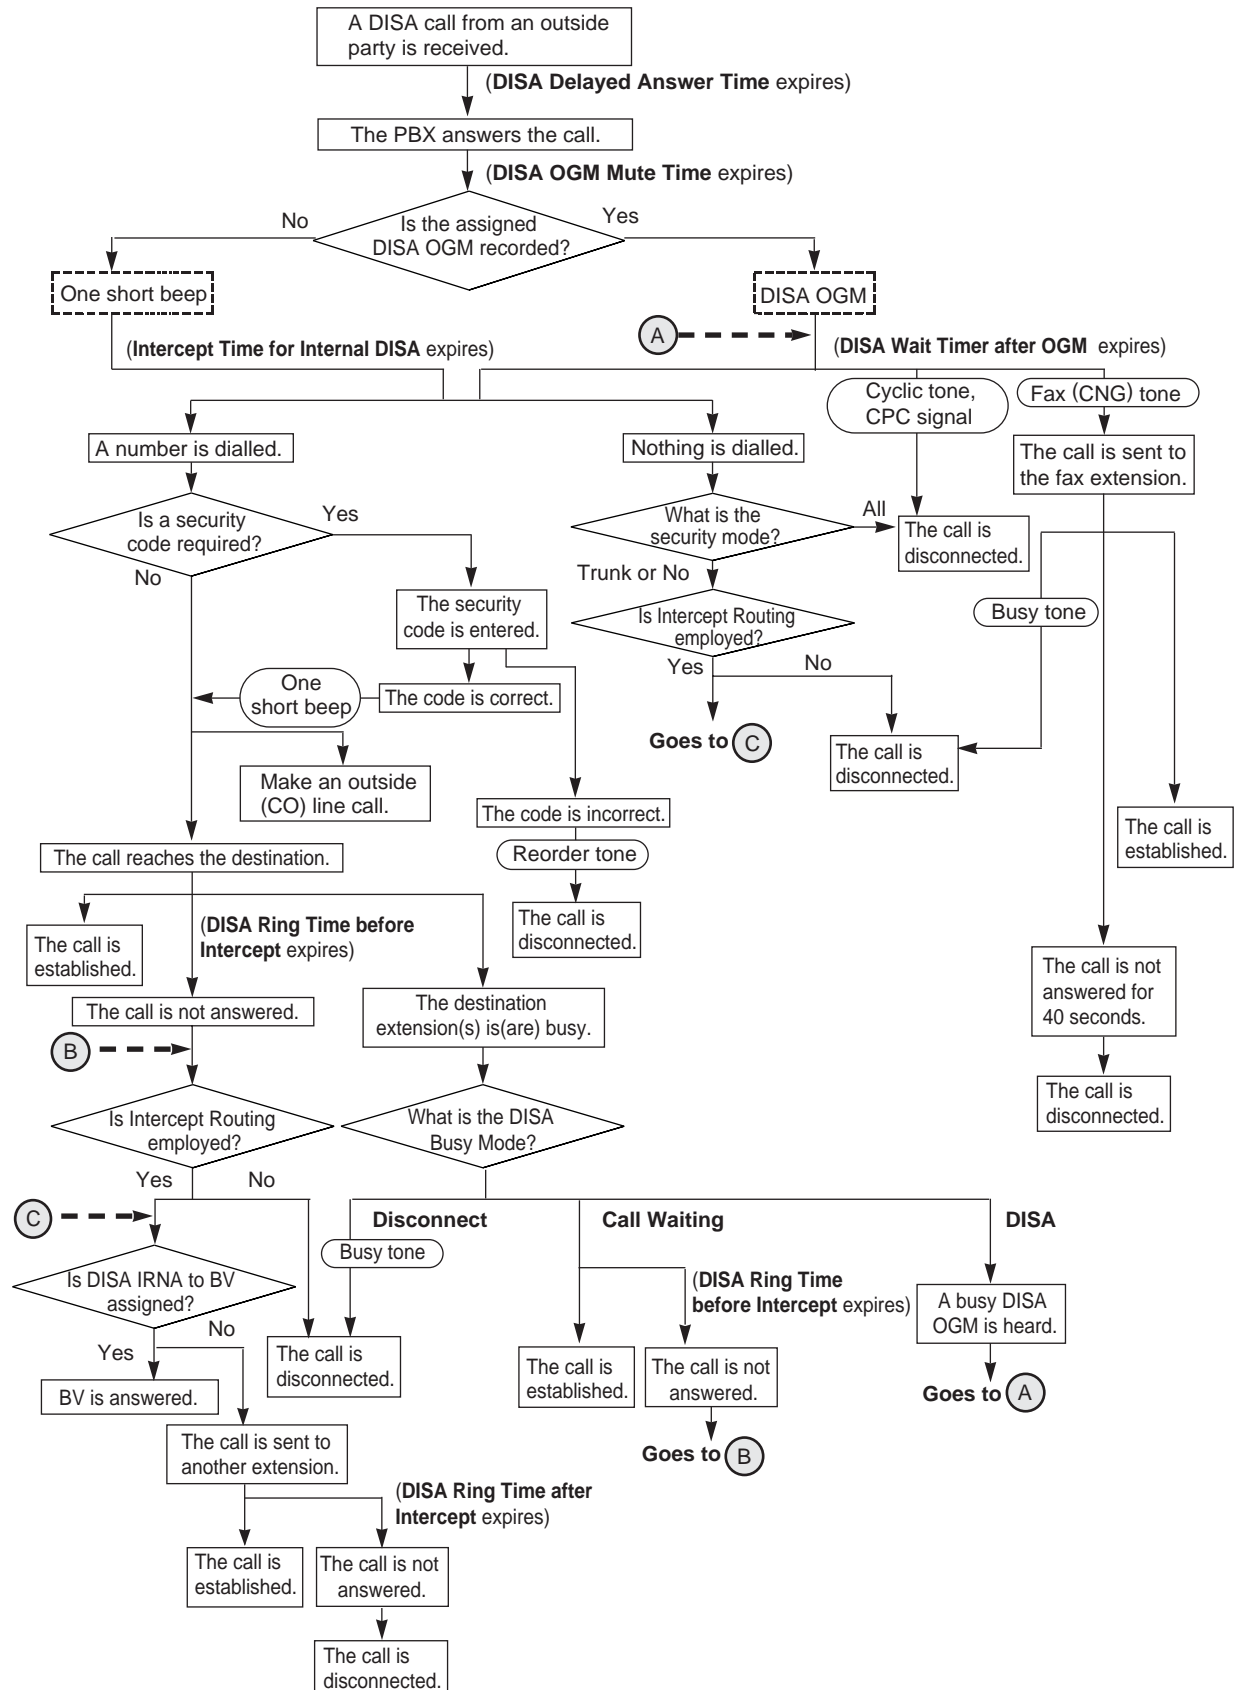 A DISA call from an outside
party is received.
(DISA Delayed Answer Time expires)
The PBX answers the call.
(DISA OGM Mute Time expires)
No
Yes
Is the assigned
DISA OGM recorded?
One short beep
DISA OGM
A
(Intercept Time for Internal DISA expires)
(DISA Wait Timer after OGM expires)
Cyclic tone,
CPC signal
Fax (CNG) tone
A number is dialled.
Nothing is dialled.
The call is sent to
the fax extension.
Is a security
code required?
Yes
No
What is the
security mode?
All
The call is
disconnected.
Trunk or No
The security
code is entered.
Is Intercept Routing
employed?
Busy tone
Yes
No
One
short beep
The code is correct.
Goes to C
The call is
disconnected.
Make an outside
(CO) line call.
The code is incorrect.
The call is
established.
The call reaches the destination.
Reorder tone
The call is
disconnected.
(DISA Ring Time before
Intercept expires)
The call is
established.
The call is not
answered for
40 seconds.
The call is not answered.
The destination
extension(s) is(are) busy.
B
The call is
disconnected.
Is Intercept Routing
employed?
What is the DISA
Busy Mode?
Yes
No
C
Disconnect
Call Waiting
DISA
Busy tone
Is DISA IRNA to BV
assigned?
(DISA Ring Time
before Intercept expires)
A busy DISA
OGM is heard.
No
Yes
The call is
disconnected.
The call is
established.
The call is not
answered.
BV is answered.
Goes to A
The call is sent to
another extension.
Goes to B
(DISA Ring Time after
Intercept expires)
The call is
established.
The call is not
answered.
The call is
disconnected.